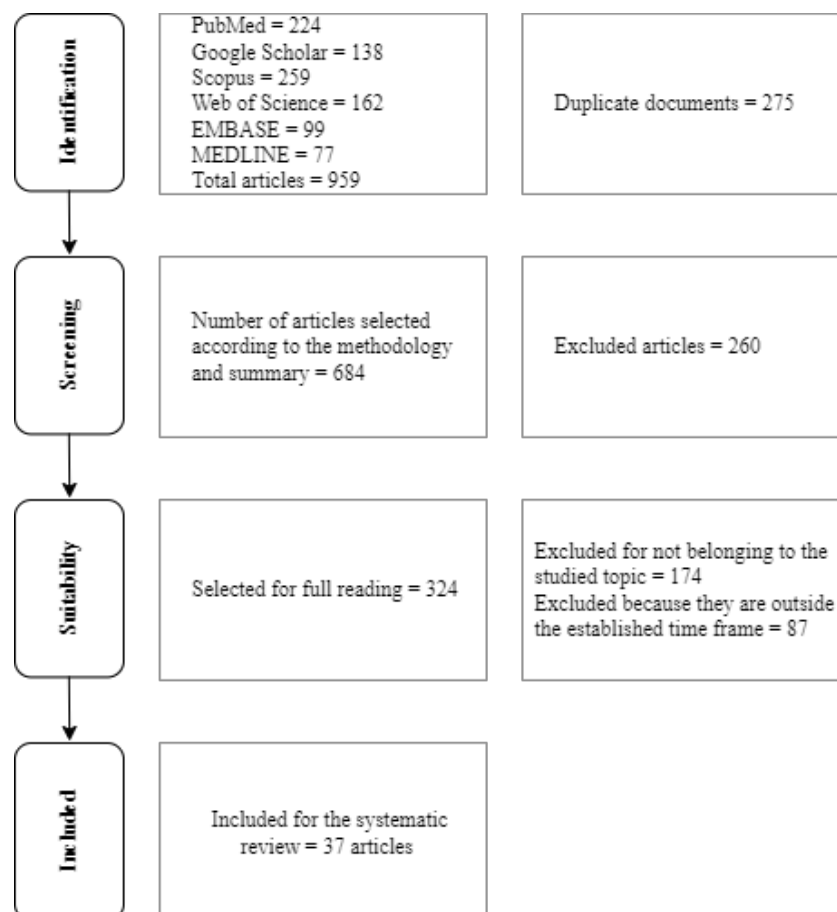 Identification
PubMed = 224
Google Scholar = 138
Scopus = 259
Web of Science = 162
EMBASE = 99
MEDLINE = 77
Total articles = 959
Duplicate documents = 275
Screening
Number of articles selected
according to the methodology
and summary = 684
Excluded articles = 260
Suitability
Selected for full reading = 324
Excluded for not belonging to the
studied topic = 174
Excluded because they are outside
the established time frame = 87
Included
Included for the systematic
review = 37 articles